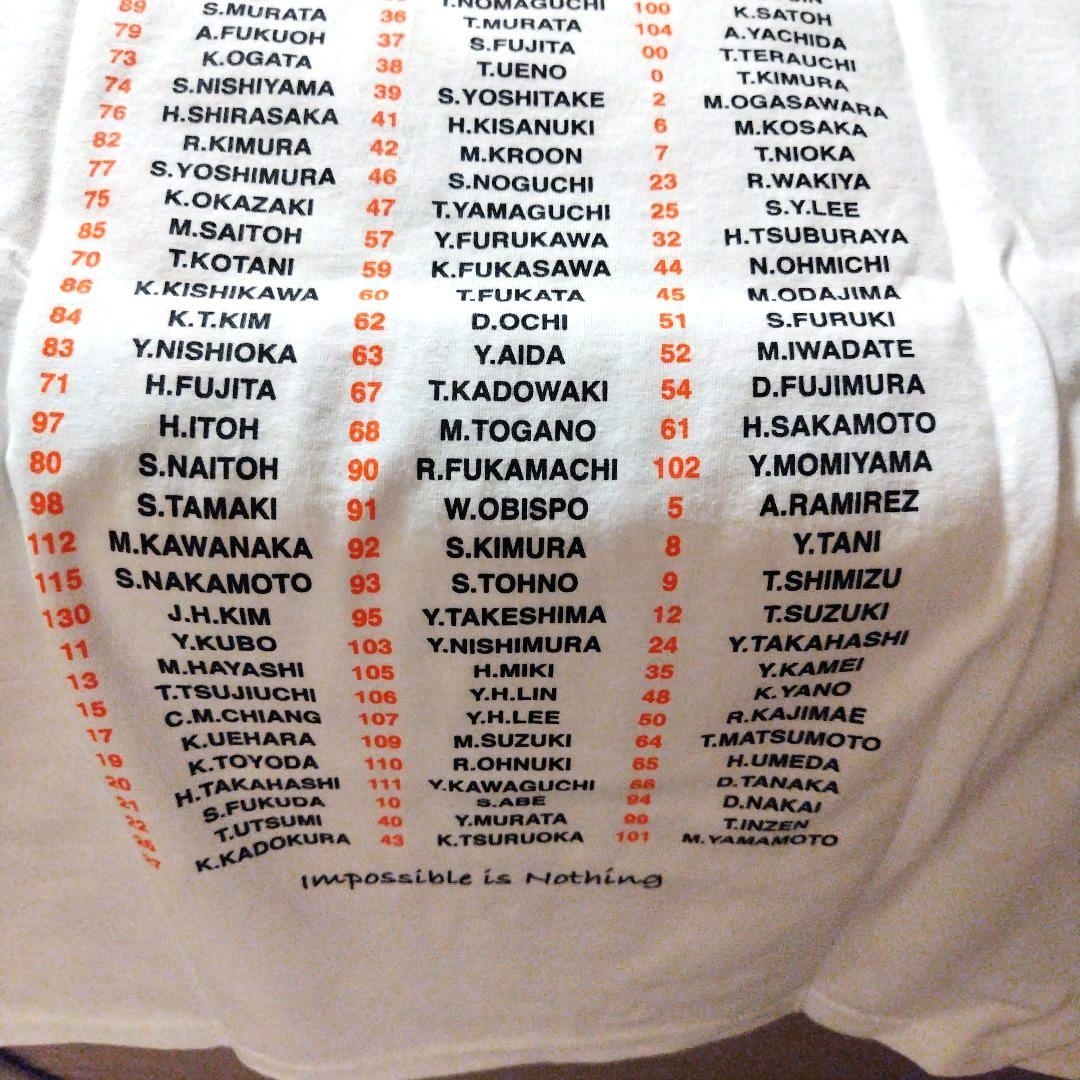 89 S.MURATA
79 A.FUKUOH
73 K.OGATA
74 S.NISHIYAMA
76 H.SHIRASAKA
82 R.KIMURA
77 S.YOSHIMURA
75 K.OKAZAKI
85 M.SAITOH
70 T.KOTANI
86 K.KISHIKAWA
84 K.T.KIM
83 Y.NISHIOKA
71 H.FUJITA
97 H.ITOH
80 S.NAITOH
98 S.TAMAKI
112 M.KAWANAKA
115 S.NAKAMOTO
130 J.H.KIM
11 Y.KUBO
13 M.HAYASHI
15 T.TSUJIUCHI
17 C.M.CHIANG
19 K.UEHARA
20 K.TOYODA
21 H.TAKAHASHI
S.FUKUDA
T.UTSUMI
K.KADOKURA
T.NOMAGUCHI
36 T.MURATA
37 S.FUJITA
38 T.UENO
39 S.YOSHITAKE
41 H.KISANUKI
42 M.KROON
46 S.NOGUCHI
47 T.YAMAGUCHI
57 Y.FURUKAWA
59 K.FUKASAWA
60 T.FUKATA
62 D.OCHI
63 Y.AIDA
67 T.KADOWAKI
68 M.TOGANO
90 R.FUKAMACHI
91 W.OBISPO
92 S.KIMURA
93 S.TOHNO
95 Y.TAKESHIMA
103 Y.NISHIMURA
105 H.MIKI
106 Y.H.LIN
107 Y.H.LEE
109 M.SUZUKI
110 R.OHNUKI
111 Y.KAWAGUCHI
10 S.ABE
40 Y.MURATA
43 K.TSURUOKA
100 K.SATOH
104 A.YACHIDA
00 T.TERAUCHI
0 T.KIMURA
2 M.OGASAWARA
6 M.KOSAKA
7 T.NIOKA
23 R.WAKIYA
25 S.Y.LEE
32 H.TSUBURAYA
44 N.OHMICHI
45 M.ODAJIMA
51 S.FURUKI
52 M.IWADATE
54 D.FUJIMURA
61 H.SAKAMOTO
102 Y.MOMIYAMA
5 A.RAMIREZ
8 Y.TANI
9 T.SHIMIZU
12 T.SUZUKI
24 Y.TAKAHASHI
35 Y.KAMEI
48 K.YANO
50 R.KAJIMAE
64 T.MATSUMOTO
65 H.UMEDA
66 D.TANAKA
94 D.NAKAI
99 T.INZEN
101 M.YAMAMOTO
Impossible is Nothing